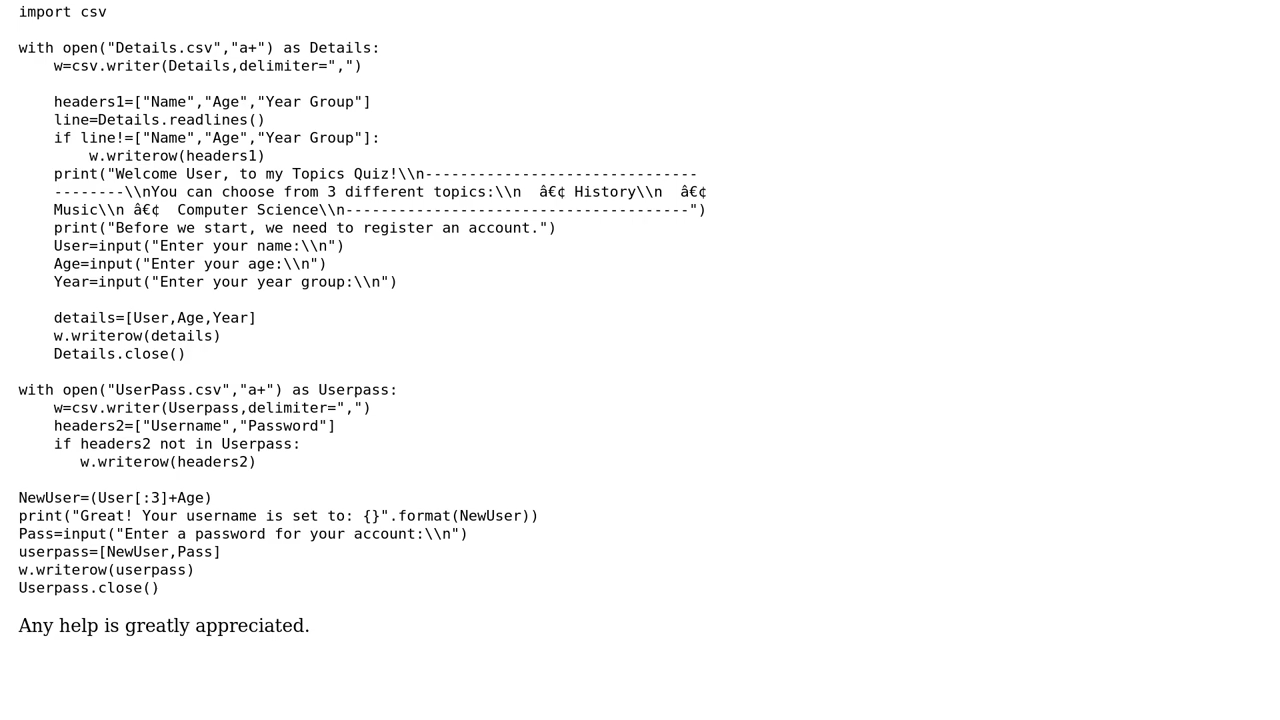 import csv

with open("Details.csv","a+") as Details:
    w=csv.writer(Details,delimiter=",")

    headers1=["Name","Age","Year Group"]
    line=Details.readlines()
    if line!=["Name","Age","Year Group"]:
        w.writerow(headers1)
    print("Welcome User, to my Topics Quiz!\\n-------------------------------
    --------\\nYou can choose from 3 different topics:\\n  â€¢ History\\n  â€¢
    Music\\n â€¢  Computer Science\\n---------------------------------------")
    print("Before we start, we need to register an account.")
    User=input("Enter your name:\\n")
    Age=input("Enter your age:\\n")
    Year=input("Enter your year group:\\n")

    details=[User,Age,Year]
    w.writerow(details)
    Details.close()

with open("UserPass.csv","a+") as Userpass:
    w=csv.writer(Userpass,delimiter=",")
    headers2=["Username","Password"]
    if headers2 not in Userpass:
       w.writerow(headers2)

NewUser=(User[:3]+Age)
print("Great! Your username is set to: {}".format(NewUser))
Pass=input("Enter a password for your account:\\n")
userpass=[NewUser,Pass]
w.writerow(userpass)
Userpass.close()

Any help is greatly appreciated.